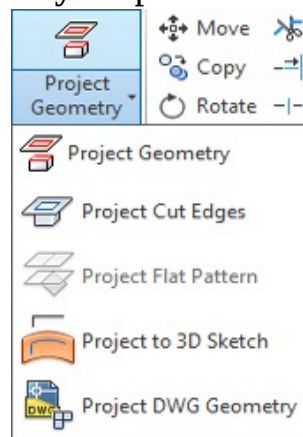 Move
Project
Geometry
Copy
Rotate
Project Geometry
Project Cut Edges
Project Flat Pattern
Project to 3D Sketch
DWG
Project DWG Geometry